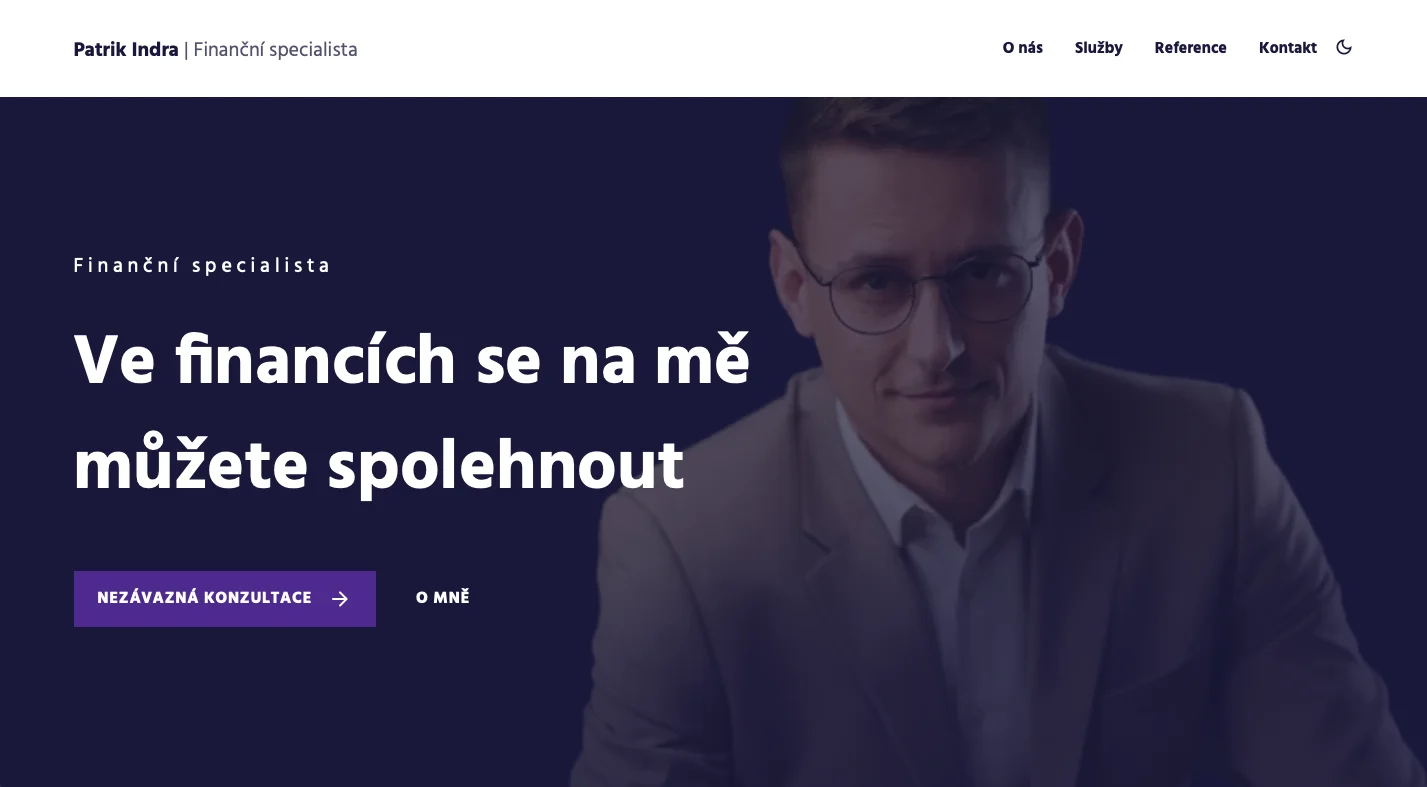 Patrik Indra | Finanční specialista
O nás Služby Reference Kontakt
Finanční specialista
Ve financích se na mě
můžete spolehnout
NEZÁVAZNÁ KONZULTACE
O MNĚ